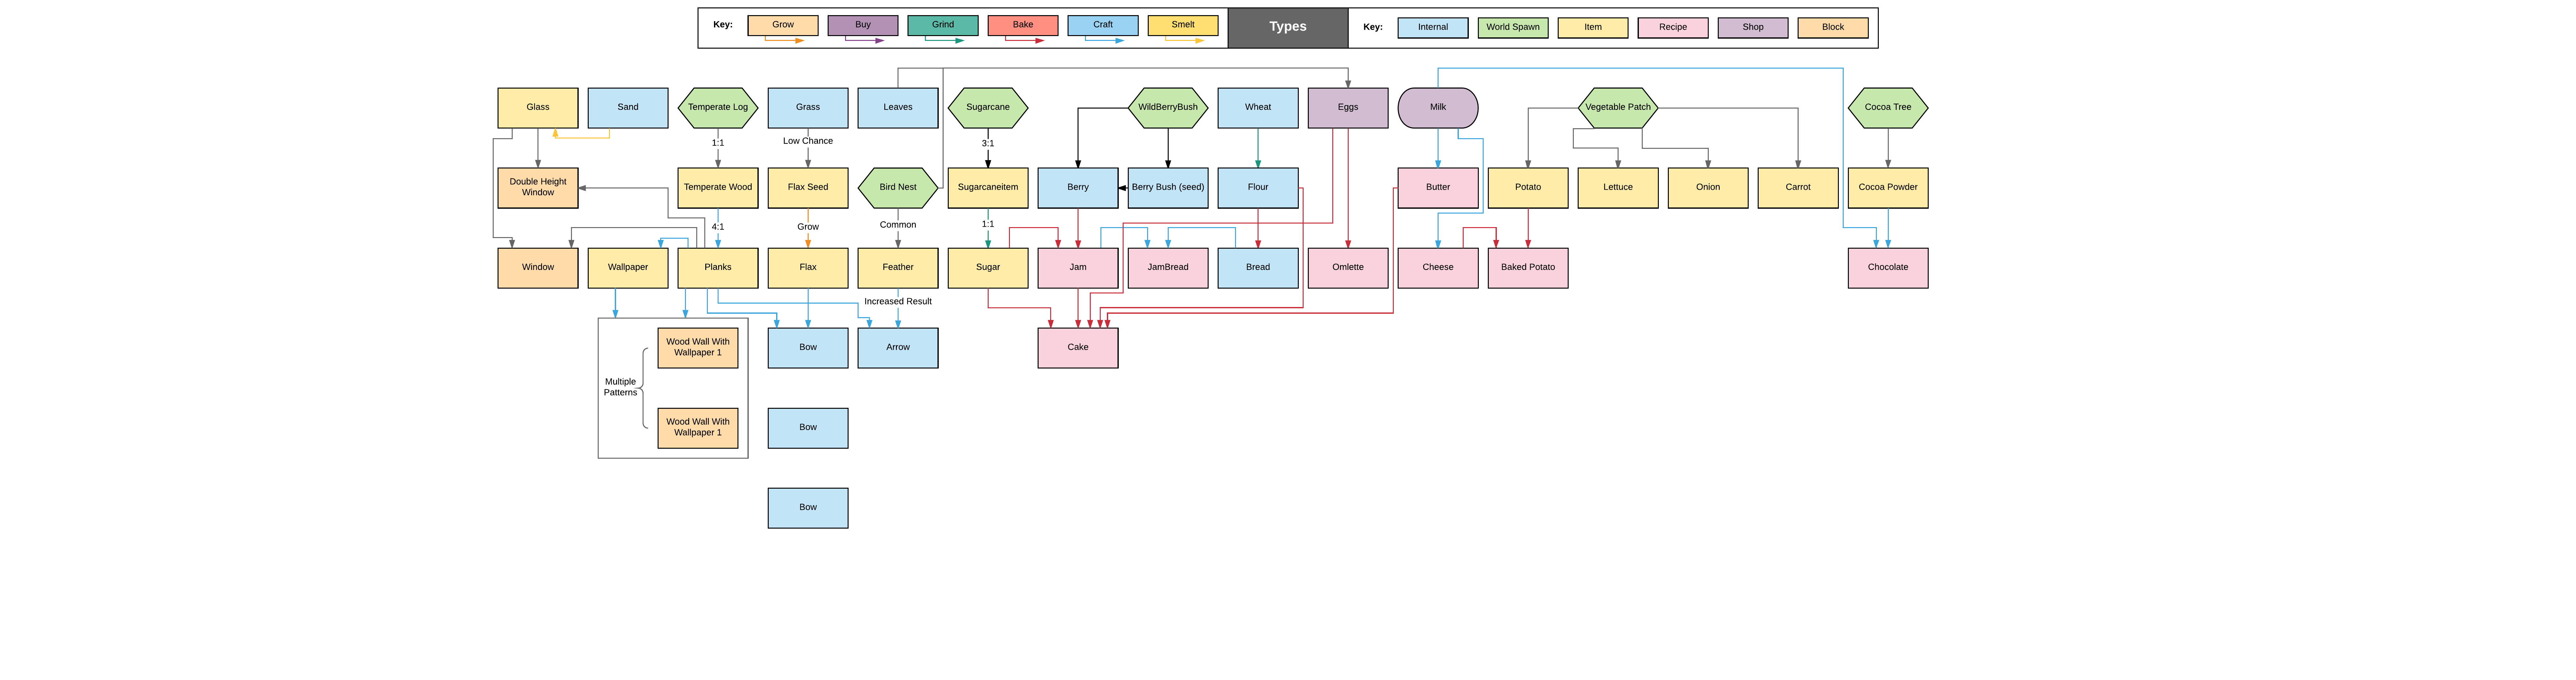 Key:
Grow
Buy
Grind
Bake
Craft
Smelt
Types
Key:
Internal
World Spawn
Item
Recipe
Shop
Block
Glass
Sand
Temperate Log
Grass
Leaves
Sugarcane
WildBerryBush
Wheat
Eggs
Milk
Vegetable Patch
Cocoa Tree
1:1
Low Chance
3:1
Double Height
Window
Temperate Wood
Flax Seed
Bird Nest
Sugarcaneitem
Berry
Berry Bush (seed)
Flour
Butter
Potato
Lettuce
Onion
Carrot
Cocoa Powder
4:1
Grow
Common
1:1
Window
Wallpaper
Planks
Flax
Feather
Sugar
Jam
JamBread
Bread
Omlette
Cheese
Baked Potato
Chocolate
Increased Result
Wood Wall With
Wallpaper 1
Bow
Arrow
Cake
Multiple
Patterns
Wood Wall With
Wallpaper 1
Bow
Bow